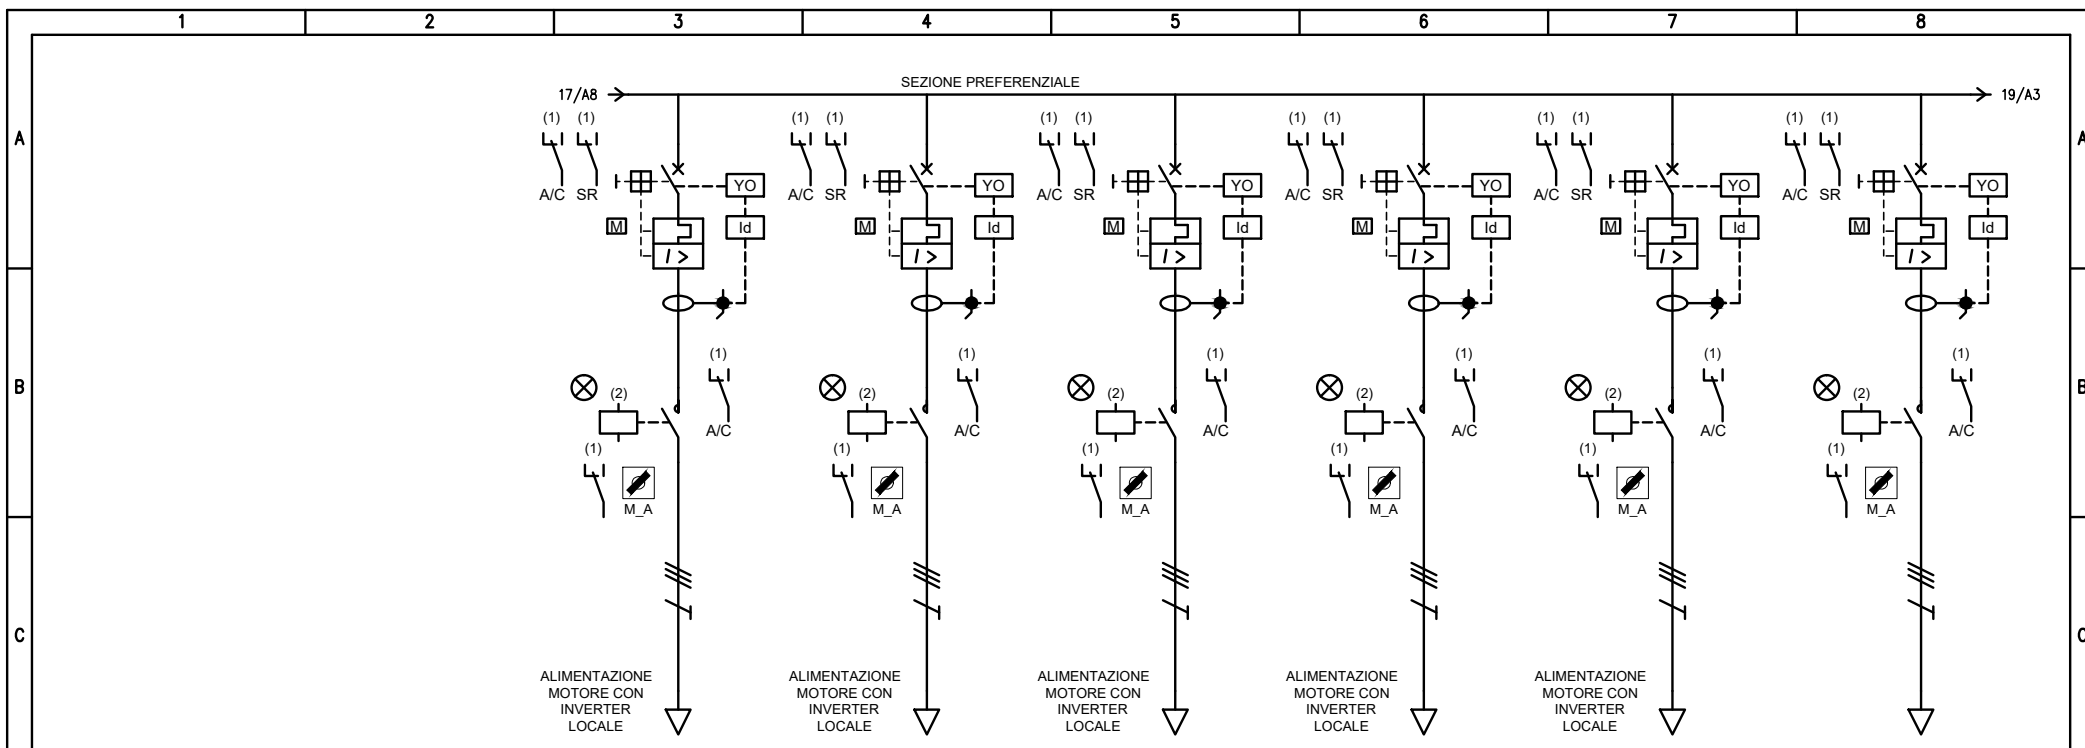 1 2 3 4 5 6 7 8
SEZIONE PREFERENZIALE
17/A8 19/A3
(1) (1) (1) (1) (1) (1) (1) (1) (1) (1) (1) (1)
A A
A/C SR YO A/C SR YO A/C SR YO A/C SR YO A/C SR YO A/C SR YO
M Id M Id M Id M Id M Id M Id
I > I > I > I > I > I >
(1) (1) (1) (1) (1) (1)
B (2) (2) (2) (2) (2) (2) B
A/C A/C A/C A/C A/C A/C
(1) (1) (1) (1) (1) (1)
M_A M_A M_A M_A M_A M_A
C C
ALIMENTAZIONE ALIMENTAZIONE ALIMENTAZIONE ALIMENTAZIONE ALIMENTAZIONE
MOTORE CON MOTORE CON MOTORE CON MOTORE CON MOTORE CON
INVERTER INVERTER INVERTER INVERTER INVERTER
LOCALE LOCALE LOCALE LOCALE LOCALE